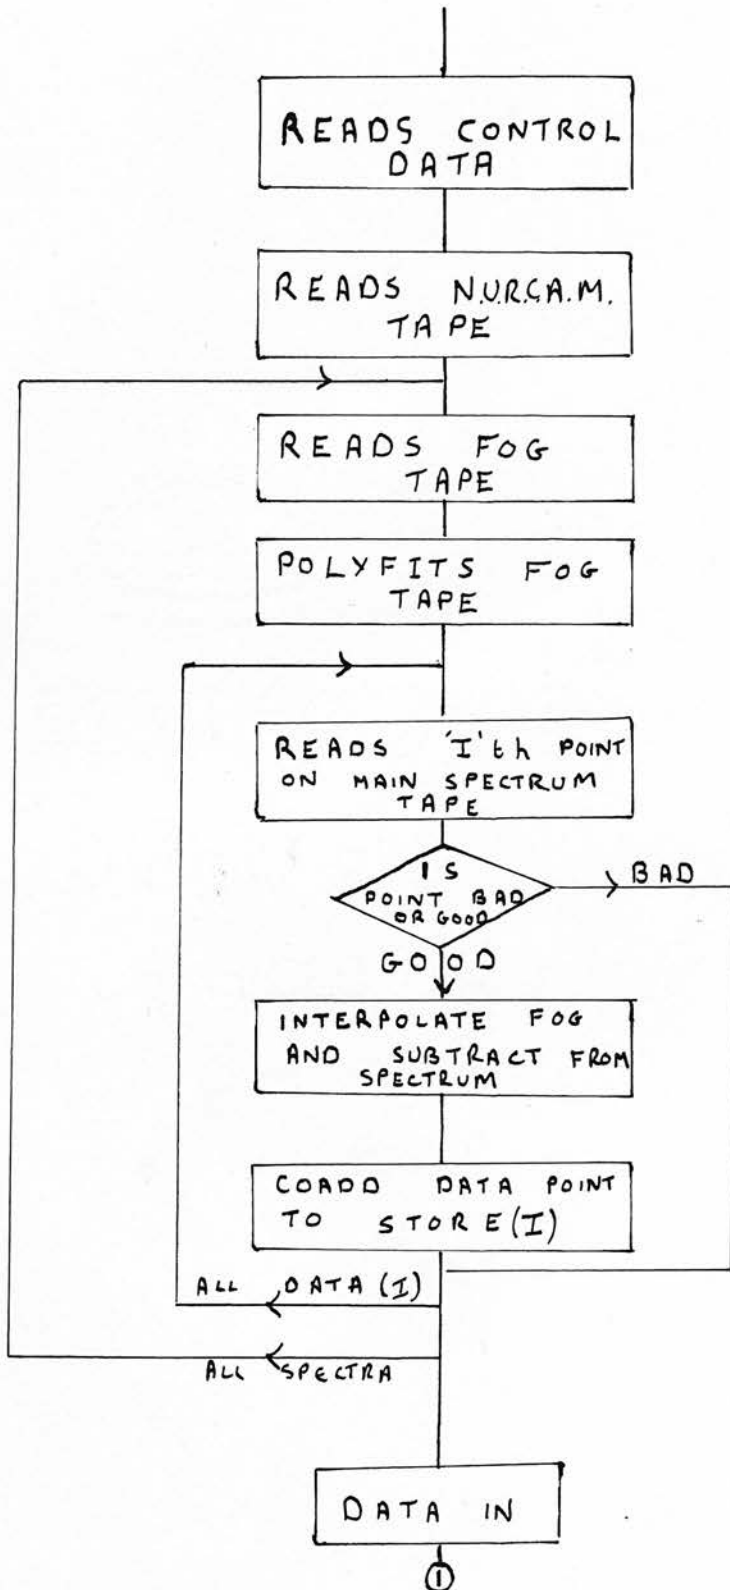 READS CONTROL
DATA
READS N.U.R.C.A.M.
TAPE
READS FOG
TAPE
POLYFITS FOG
TAPE
READS 'I'th POINT
ON MAIN SPECTRUM
TAPE
IS
POINT BAD
OR GOOD
BAD
GOOD
INTERPOLATE FOG
AND SUBTRACT FROM
SPECTRUM
COADD DATA POINT
TO STORE(I)
ALL DATA (I)
ALL SPECTRA
DATA IN
1